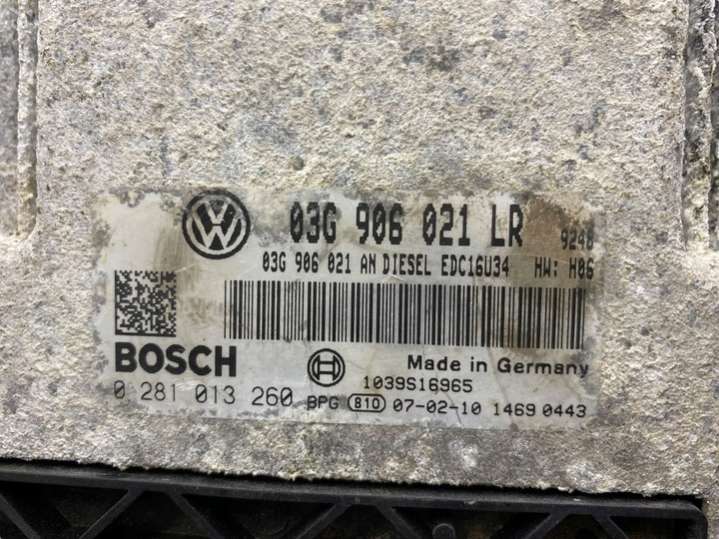 03G 906 021 LR 9248
03G 906 021 AN DIESEL EDC16U34 HW: H06
BOSCH
Made in Germany
1039S16965
0 281 013 260 BPG 810 07-02-10 1469 0443